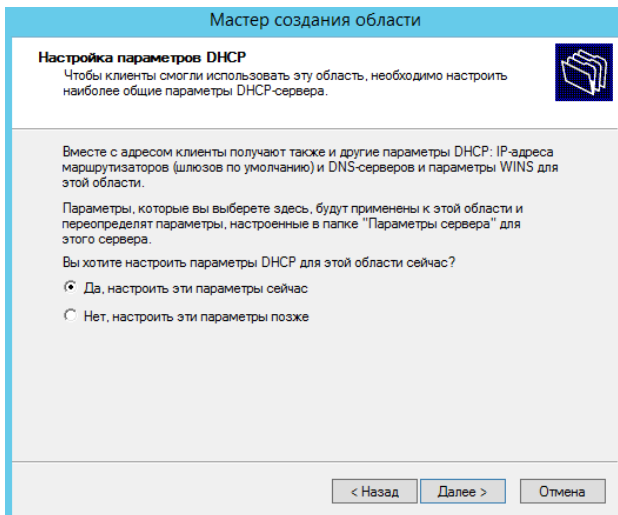 Мастер создания области
Настройка параметров DHCP
Чтобы клиенты смогли использовать эту область, необходимо настроить
наиболее общие параметры DHCP-сервера.
Вместе с адресом клиенты получают также и другие параметры DHCP: IP-адреса
маршрутизаторов (шлюзов по умолчанию) и DNS-серверов и параметры WINS для
этой области.
Параметры, которые вы выберете здесь, будут применены к этой области и
переопределят параметры, настроенные в папке "Параметры сервера" для
этого сервера.
Вы хотите настроить параметры DHCP для этой области сейчас?
Да, настроить эти параметры сейчас
Нет, настроить эти параметры позже
< Назад
Далее >
Отмена